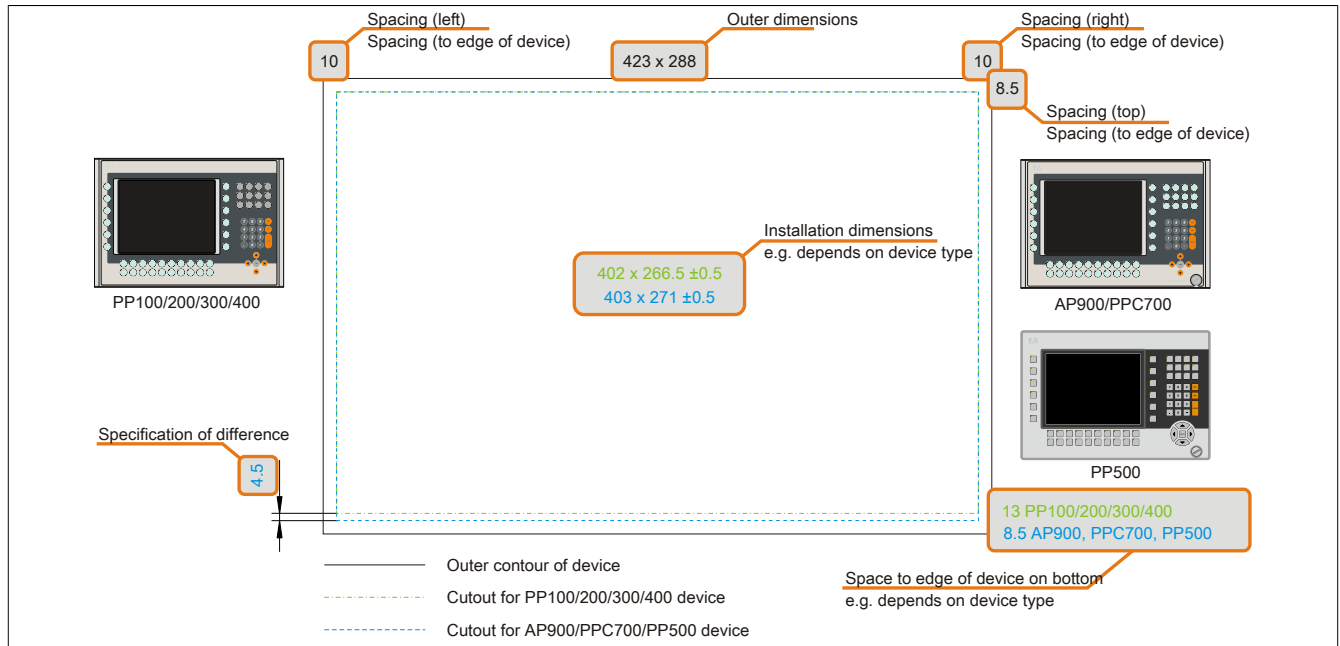 Spacing (left)
Spacing (to edge of device)
Outer dimensions
Spacing (right)
Spacing (to edge of device)
10
423 x 288
10
8.5
Spacing (top)
Spacing (to edge of device)
Installation dimensions
e.g. depends on device type
402 x 266.5 ±0.5
403 x 271 ±0.5
PP100/200/300/400
AP900/PPC700
PP500
Specification of difference
4.5
13 PP100/200/300/400
8.5 AP900, PPC700, PP500
Space to edge of device on bottom
e.g. depends on device type
Outer contour of device
Cutout for PP100/200/300/400 device
Cutout for AP900/PPC700/PP500 device